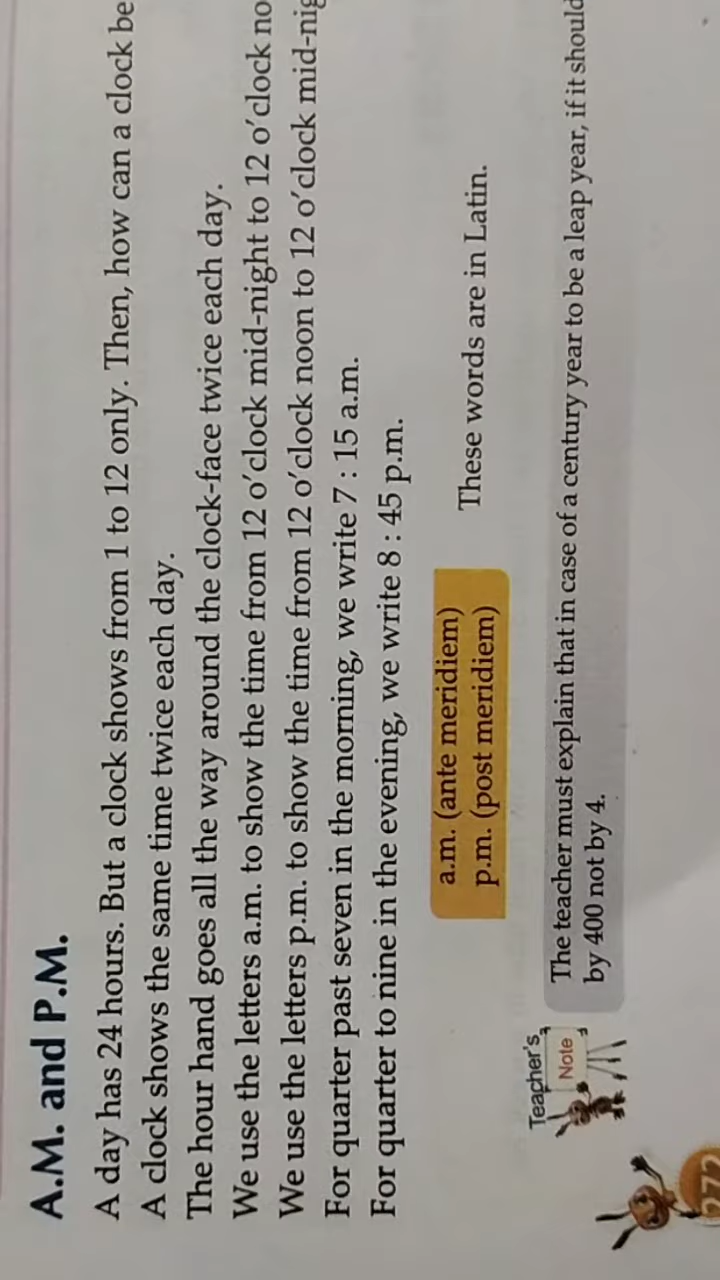 A.M. and P.M.
A day has 24 hours. But a clock shows from 1 to 12 only. Then, how can a clock be
A clock shows the same time twice each day.
The hour hand goes all the way around the clock-face twice each day.
We use the letters a.m. to show the time from 12 o'clock mid-night to 12 o'clock no
We use the letters p.m. to show the time from 12 o'clock noon to 12 o'clock mid-nig
For quarter past seven in the morning, we write 7 : 15 a.m.
For quarter to nine in the evening, we write 8 : 45 p.m.
a.m. (ante meridiem)
p.m. (post meridiem)
These words are in Latin.
Teacher's
Note
The teacher must explain that in case of a century year to be a leap year, if it should
by 400 not by 4.
272